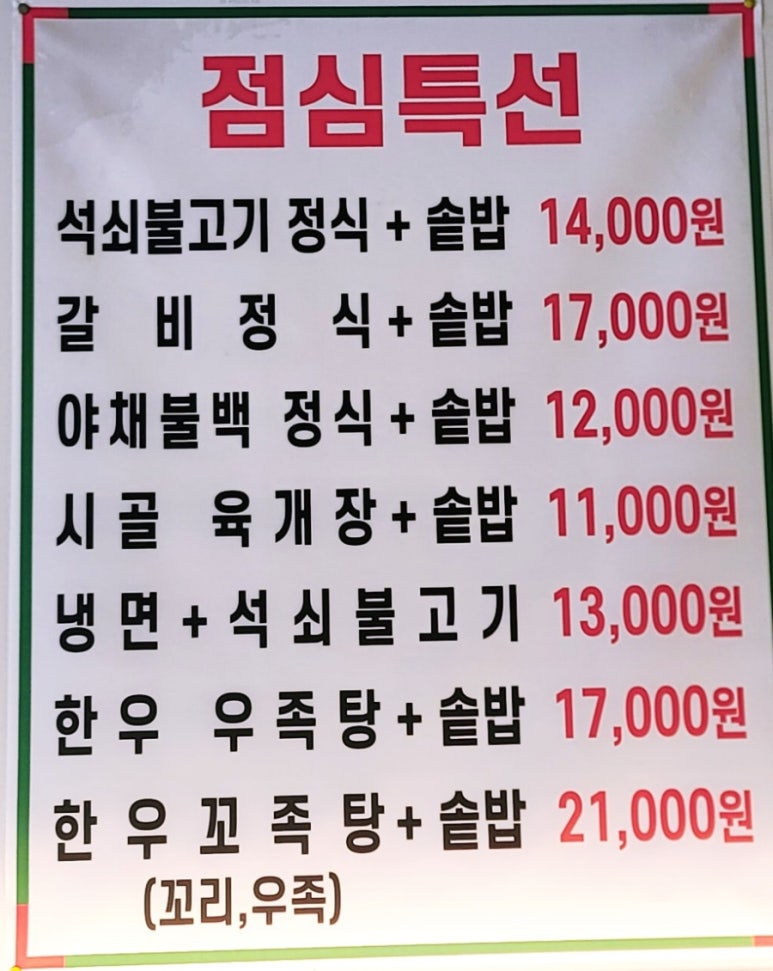 점심특선
석쇠불고기 정식 + 솥밥 14,000원
갈비정식 + 솥밥 17,000원
야채불백 정식 + 솥밥 12,000원
시골 육개장 + 솥밥 11,000원
냉면 + 석쇠불고기 13,000원
한우 우족탕 + 솥밥 17,000원
한우꼬족탕 + 솥밥 21,000원
(꼬리,우족)